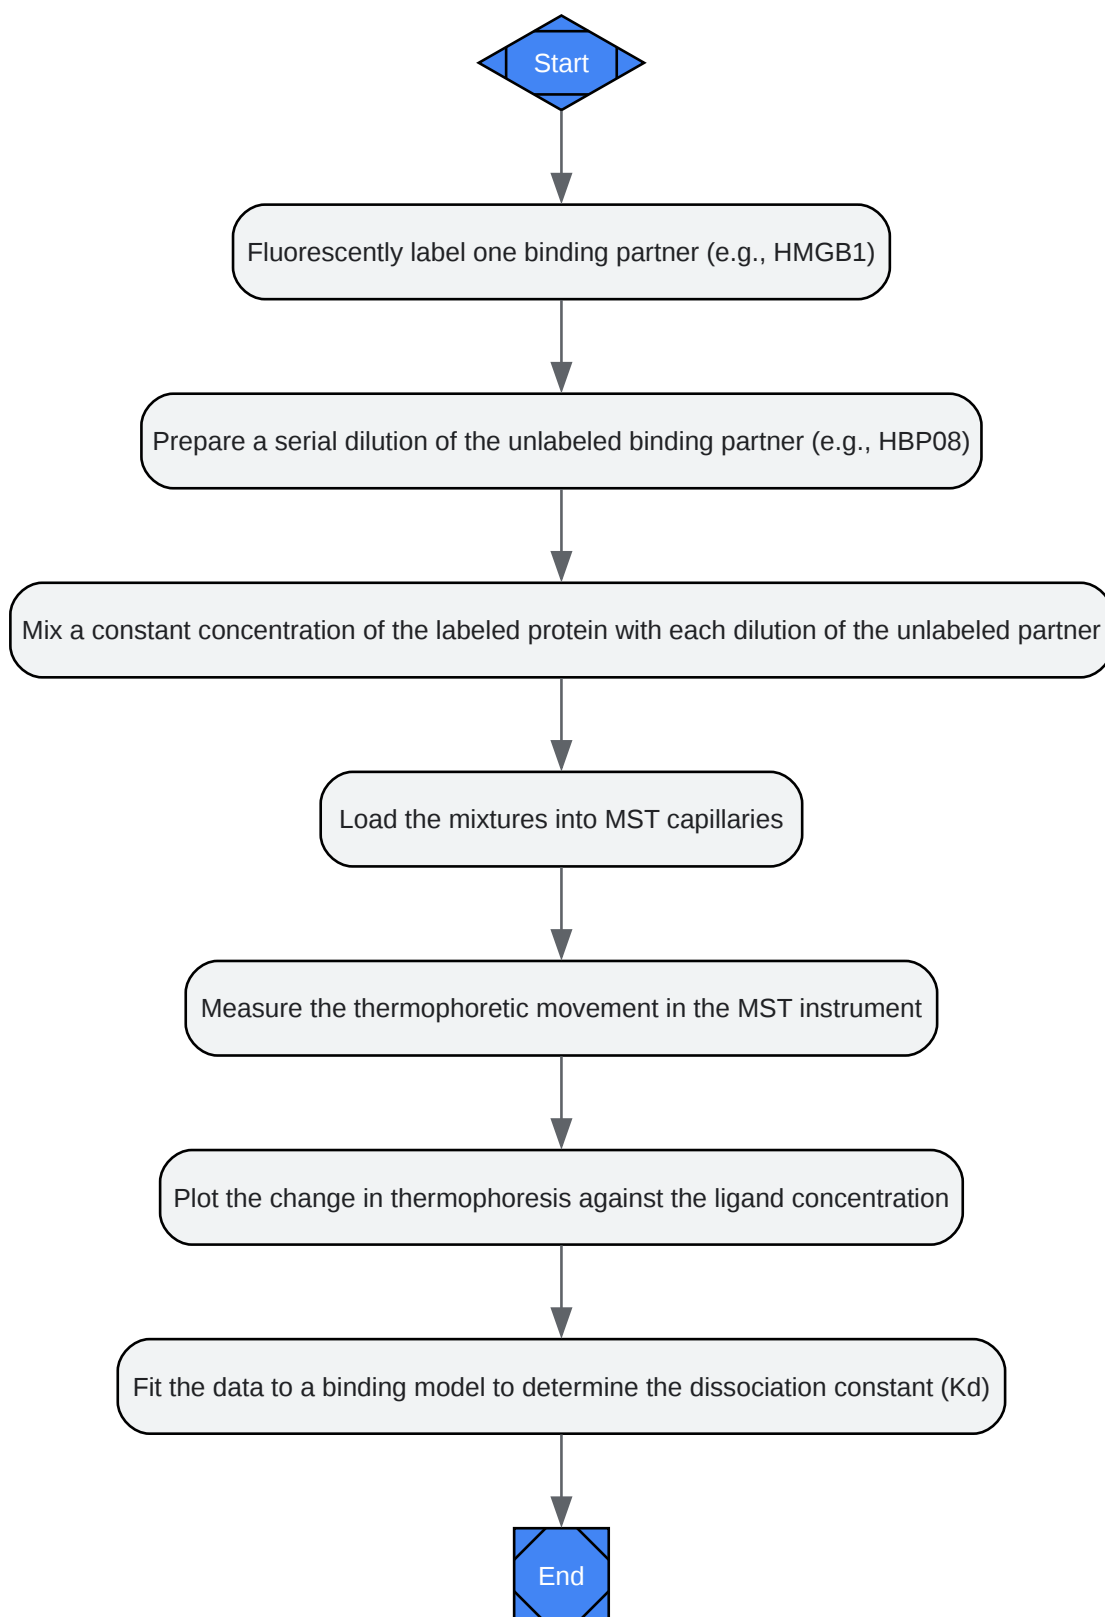 Start
Fluorescently label one binding partner (e.g., HMGB1)
Prepare a serial dilution of the unlabeled binding partner (e.g., HBP08)
Mix a constant concentration of the labeled protein with each dilution of the unlabeled partner
Load the mixtures into MST capillaries
Measure the thermophoretic movement in the MST instrument
Plot the change in thermophoresis against the ligand concentration
Fit the data to a binding model to determine the dissociation constant (Kd)
End